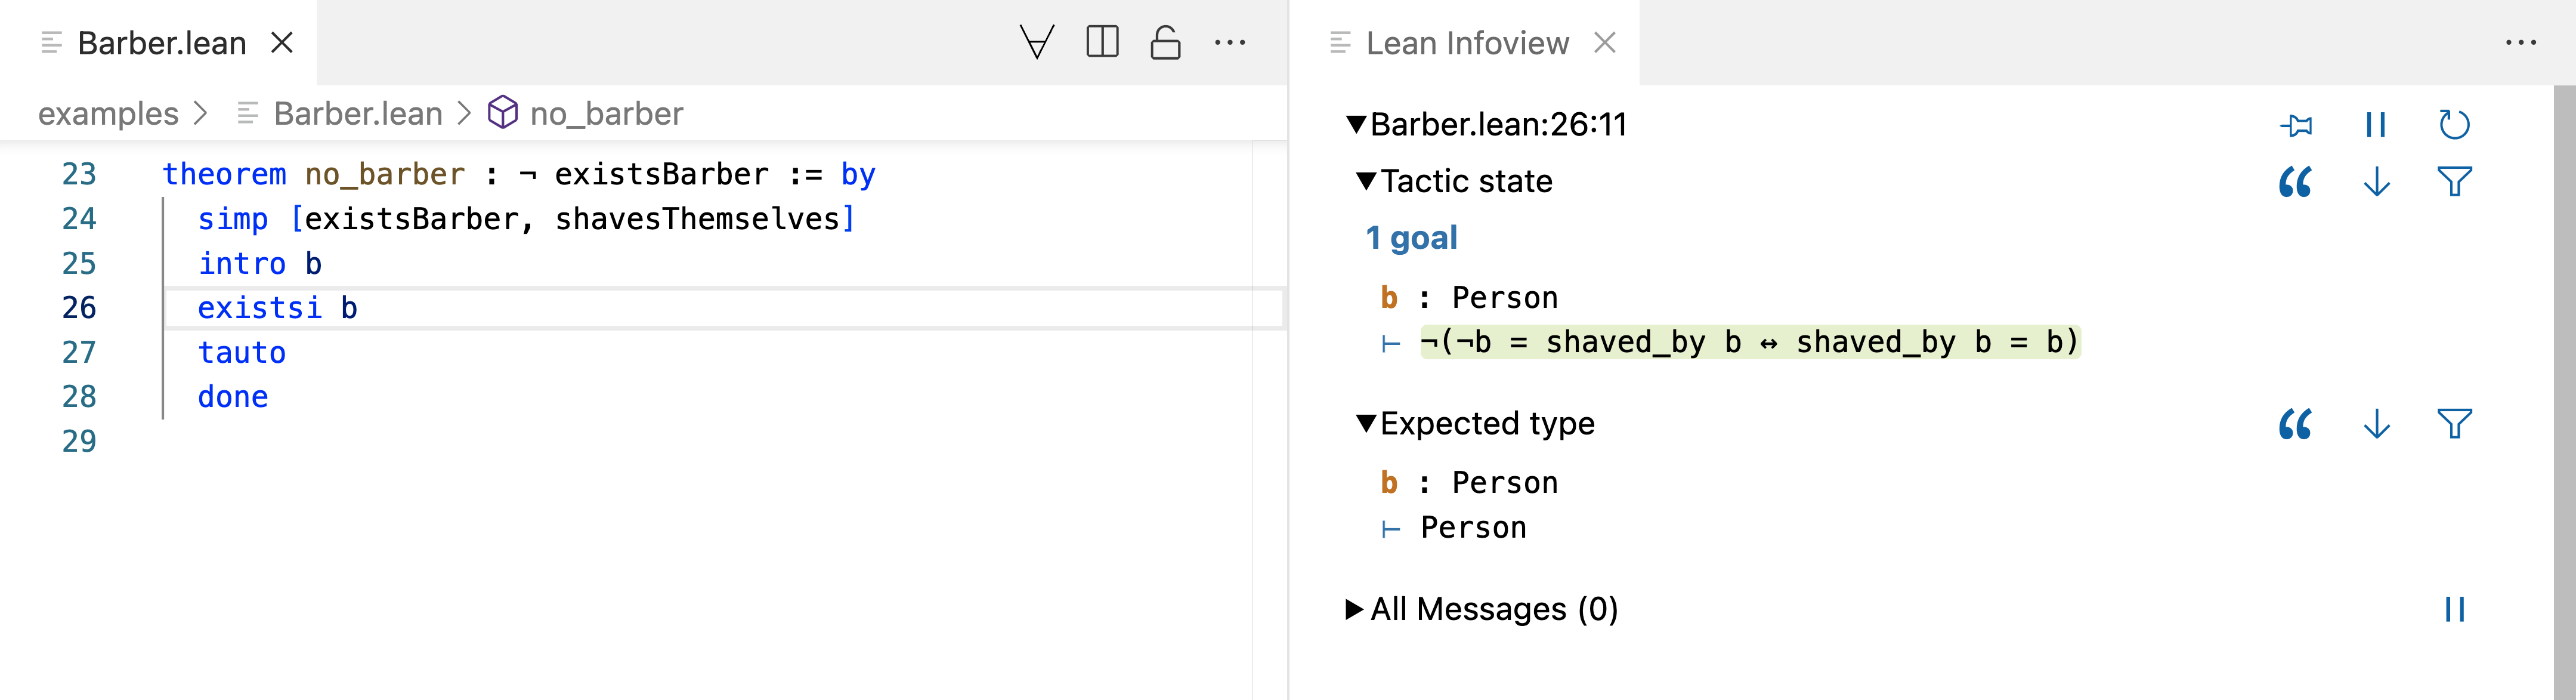 Barber.lean
Lean Infoview
examples > Barber.lean > no_barber
23 theorem no_barber : ¬ existsBarber := by
24 simp [existsBarber, shavesThemselves]
25 intro b
26 existsi b
27 tauto
28 done
29
▼Barber.lean:26:11
▼Tactic state
1 goal
b : Person
⊢ ¬(¬b = shaved_by b ↔ shaved_by b = b)
▼Expected type
b : Person
⊢ Person
▶All Messages (0)